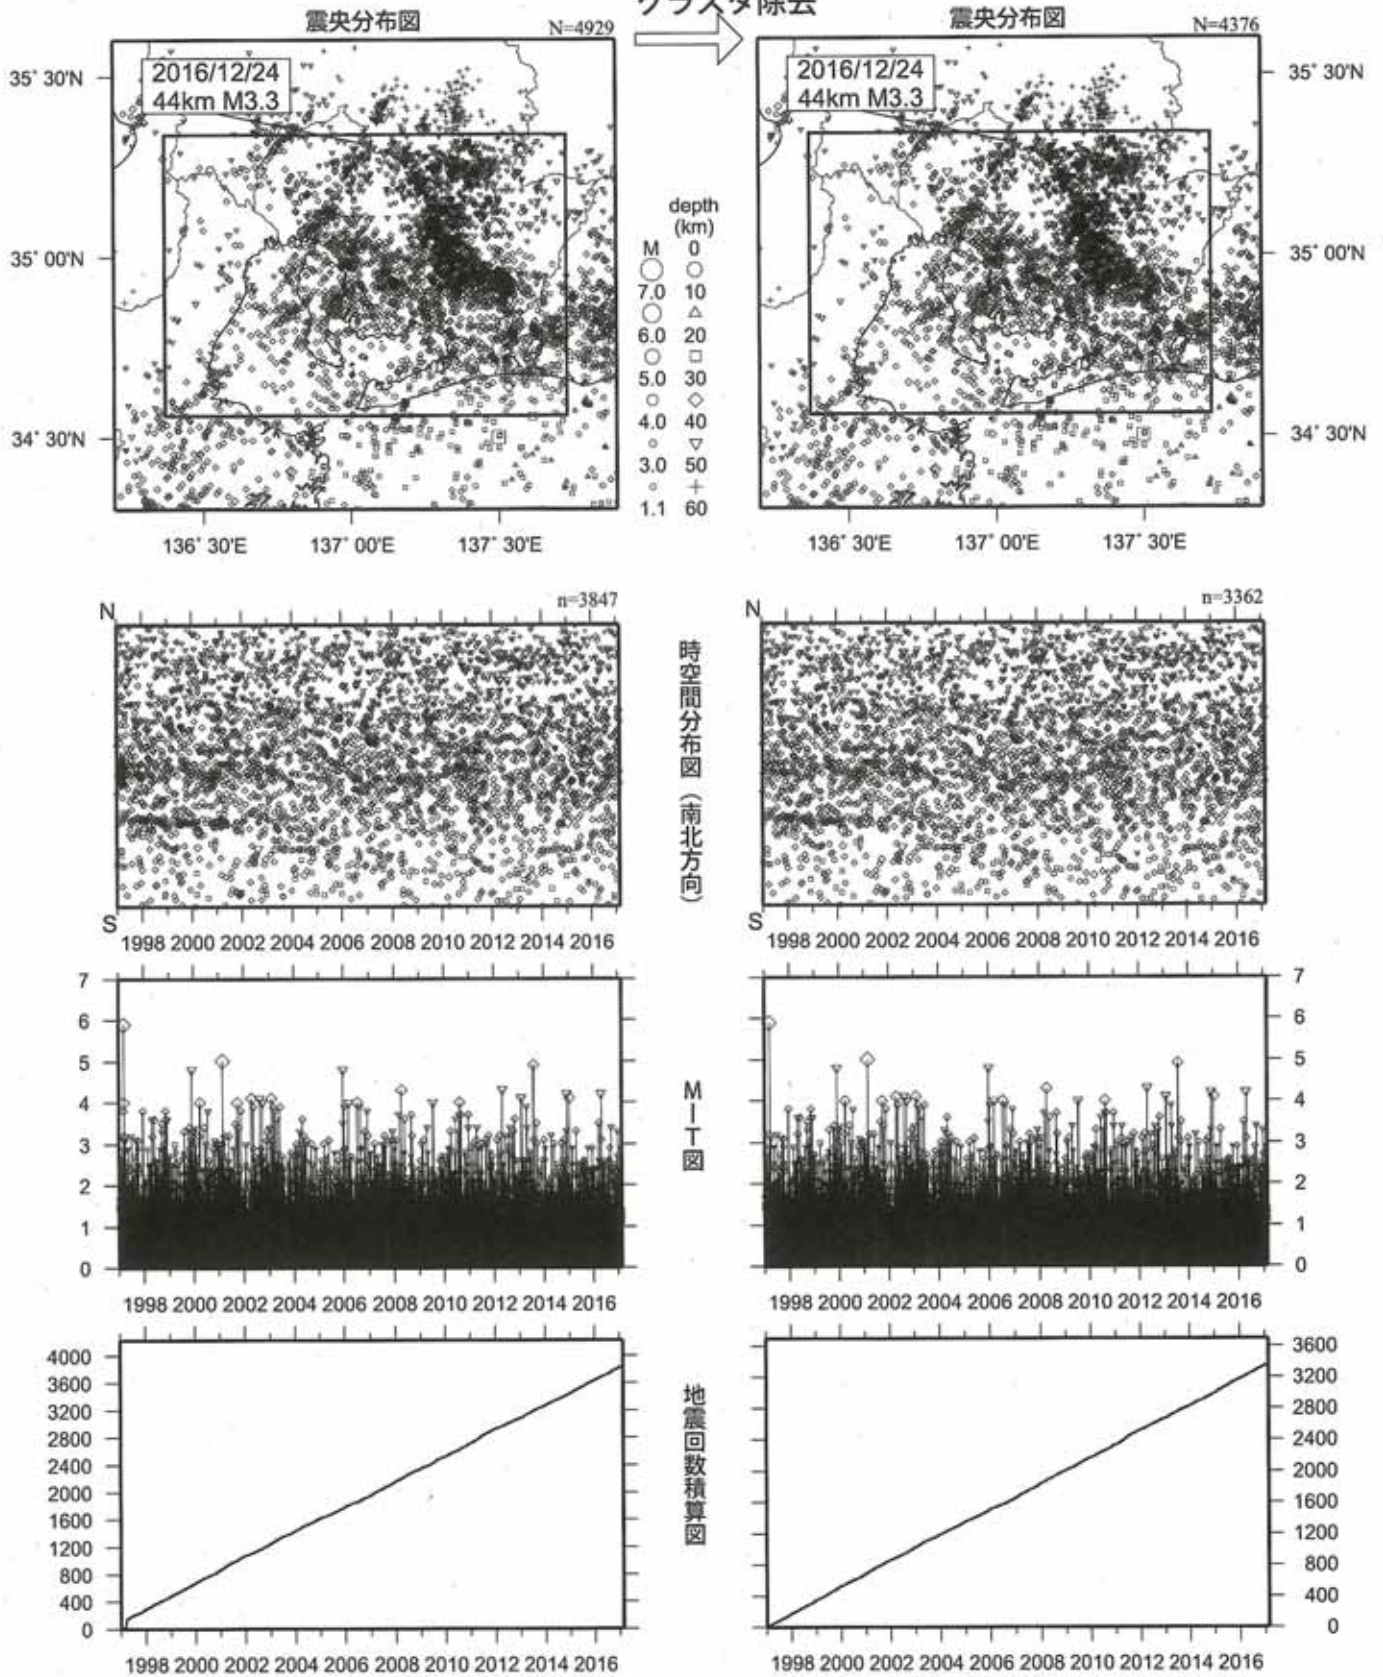 クラスタ除去
震央分布図
N=4929
震央分布図
N=4376
2016/12/24
44km M3.3
35° 30'N
35° 00'N
34° 30'N
136° 30'E
137° 00'E
137° 30'E
depth
(km)
M 0
7.0 10
6.0 20
5.0 30
4.0 40
3.0 50
1.1 60
2016/12/24
44km M3.3
35° 30'N
35° 00'N
34° 30'N
136° 30'E
137° 00'E
137° 30'E
N
n=3847
S
1998 2000 2002 2004 2006 2008 2010 2012 2014 2016
時空間分布図(南北方向)
N
n=3362
S
1998 2000 2002 2004 2006 2008 2010 2012 2014 2016
7
6
5
4
3
2
1
0
1998 2000 2002 2004 2006 2008 2010 2012 2014 2016
M-T図
7
6
5
4
3
2
1
0
1998 2000 2002 2004 2006 2008 2010 2012 2014 2016
4000
3600
3200
2800
2400
2000
1600
1200
800
400
0
1998 2000 2002 2004 2006 2008 2010 2012 2014 2016
地震回数積算図
3600
3200
2800
2400
2000
1600
1200
800
400
0
1998 2000 2002 2004 2006 2008 2010 2012 2014 2016